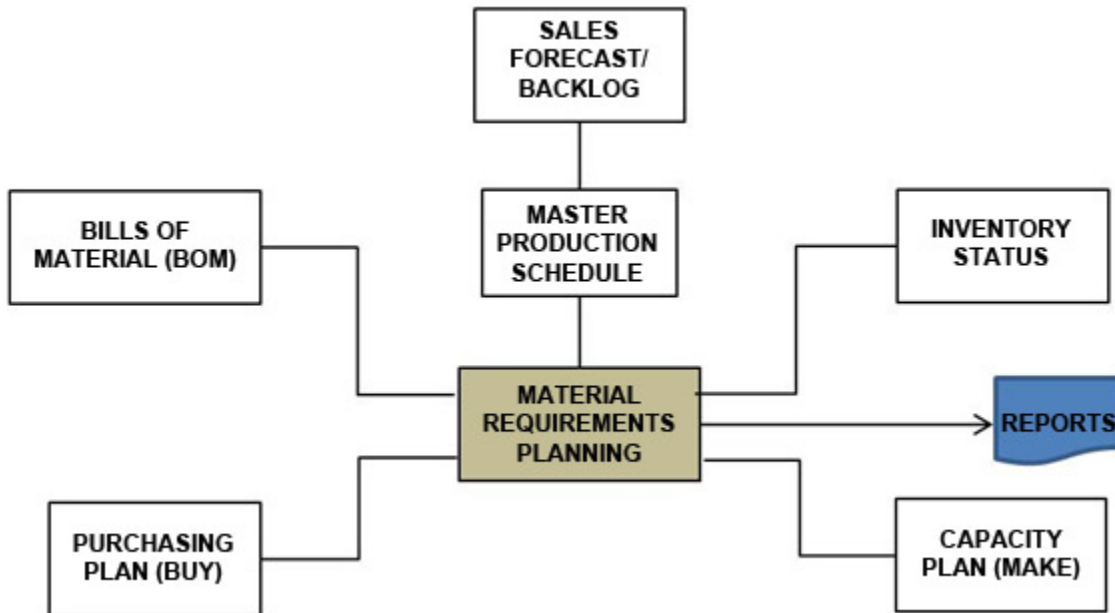 SALES
FORECAST/
BACKLOG
BILLS OF
MATERIAL (BOM)
MASTER
PRODUCTION
SCHEDULE
INVENTORY
STATUS
MATERIAL
REQUIREMENTS
PLANNING
REPORTS
PURCHASING
PLAN (BUY)
CAPACITY
PLAN (MAKE)